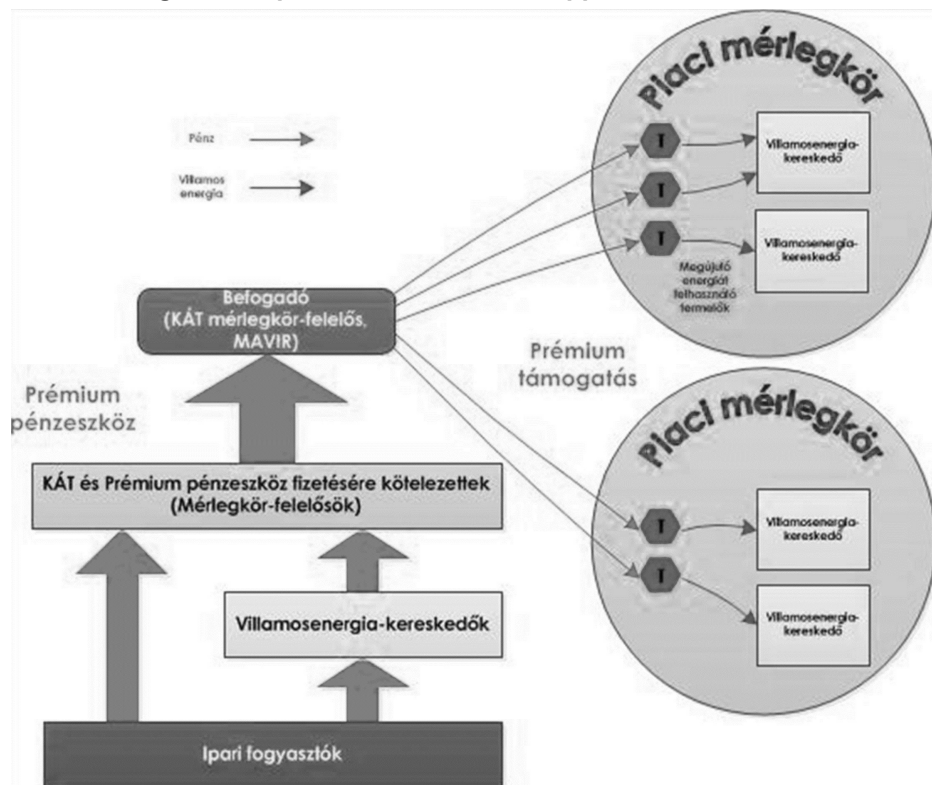 Pénz
Villamos
energia
Befogadó
(KÁT mérlegkör-felelős,
MAVIR)
Prémium
pénzeszköz
KÁT és Prémium pénzeszköz fizetésére kötelezettek
(Mérlegkör-felelősök)
Villamosenergia-kereskedők
Ipari fogyasztók
Prémium
támogatás
Piaci mérlegkör
T
T
T
Villamosenergia-
kereskedő
Villamosenergia-
kereskedő
Megújuló
energiát
felhasználó
termelők
Piaci mérlegkör
T
T
Villamosenergia-
kereskedő
Villamosenergia-
kereskedő